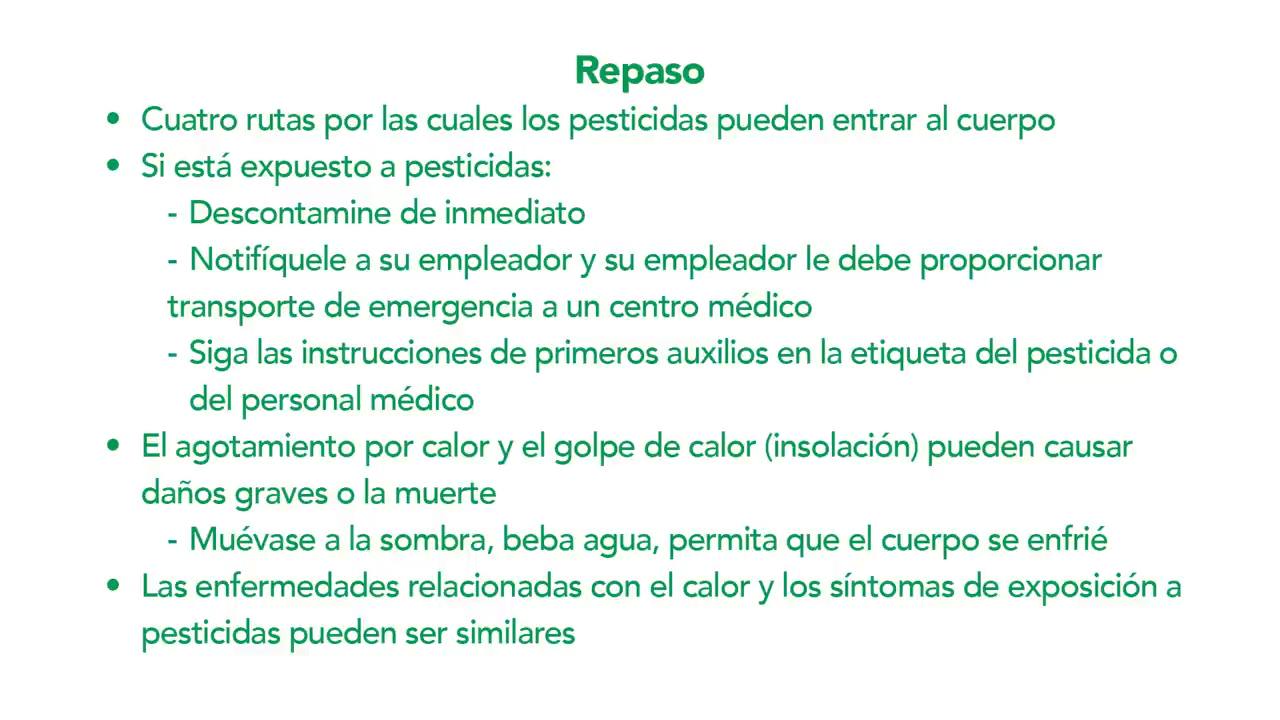 Repaso
• Cuatro rutas por las cuales los pesticidas pueden entrar al cuerpo
• Si está expuesto a pesticidas:
- Descontamine de inmediato
- Notifíquele a su empleador y su empleador le debe proporcionar
transporte de emergencia a un centro médico
- Siga las instrucciones de primeros auxilios en la etiqueta del pesticida o
del personal médico
• El agotamiento por calor y el golpe de calor (insolación) pueden causar
daños graves o la muerte
- Muévase a la sombra, beba agua, permita que el cuerpo se enfrié
• Las enfermedades relacionadas con el calor y los síntomas de exposición a
pesticidas pueden ser similares